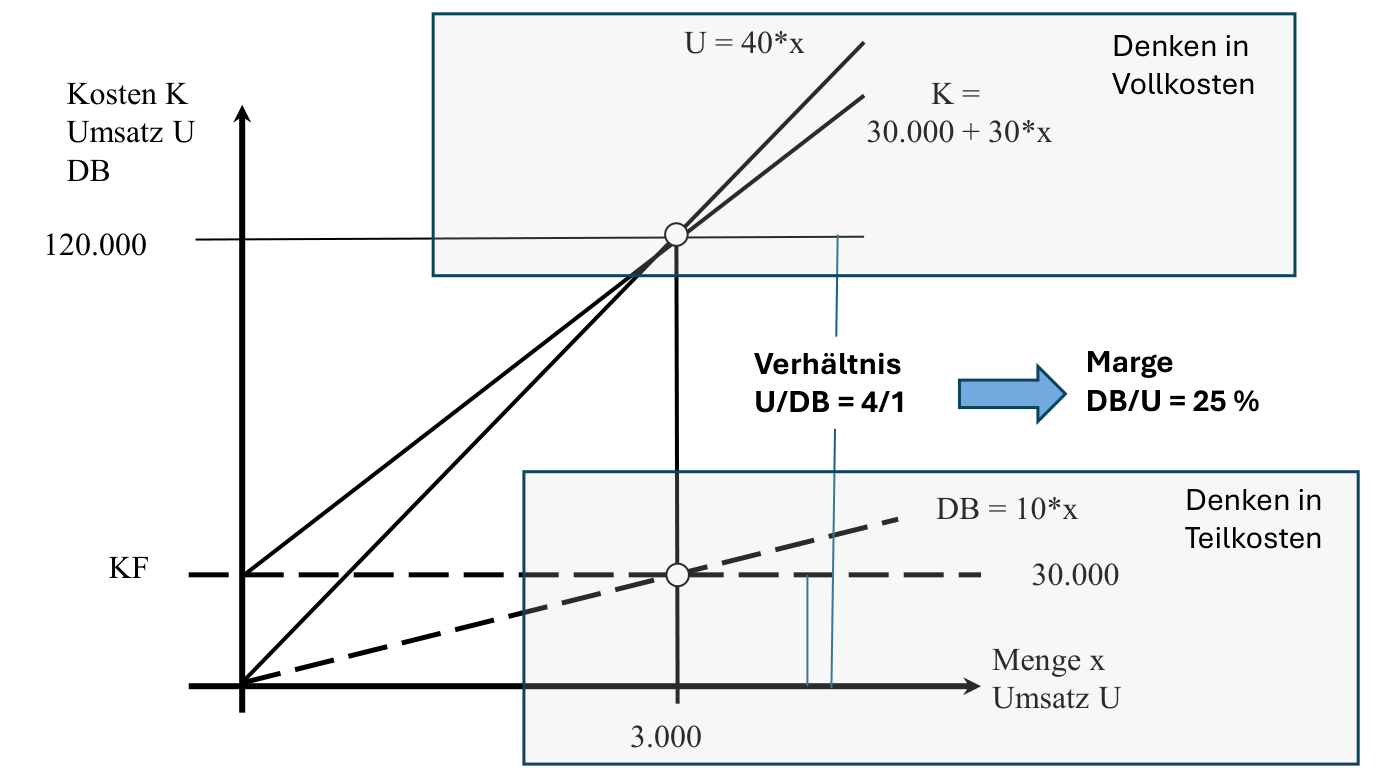 U = 40*x
Denken in
Vollkosten
Kosten K
Umsatz U
DB
K =
30.000 + 30*x
120.000
Verhältnis
U/DB = 4/1
Marge
DB/U = 25 %
DB = 10*x
Denken in
Teilkosten
KF
30.000
Menge x
Umsatz U
3.000